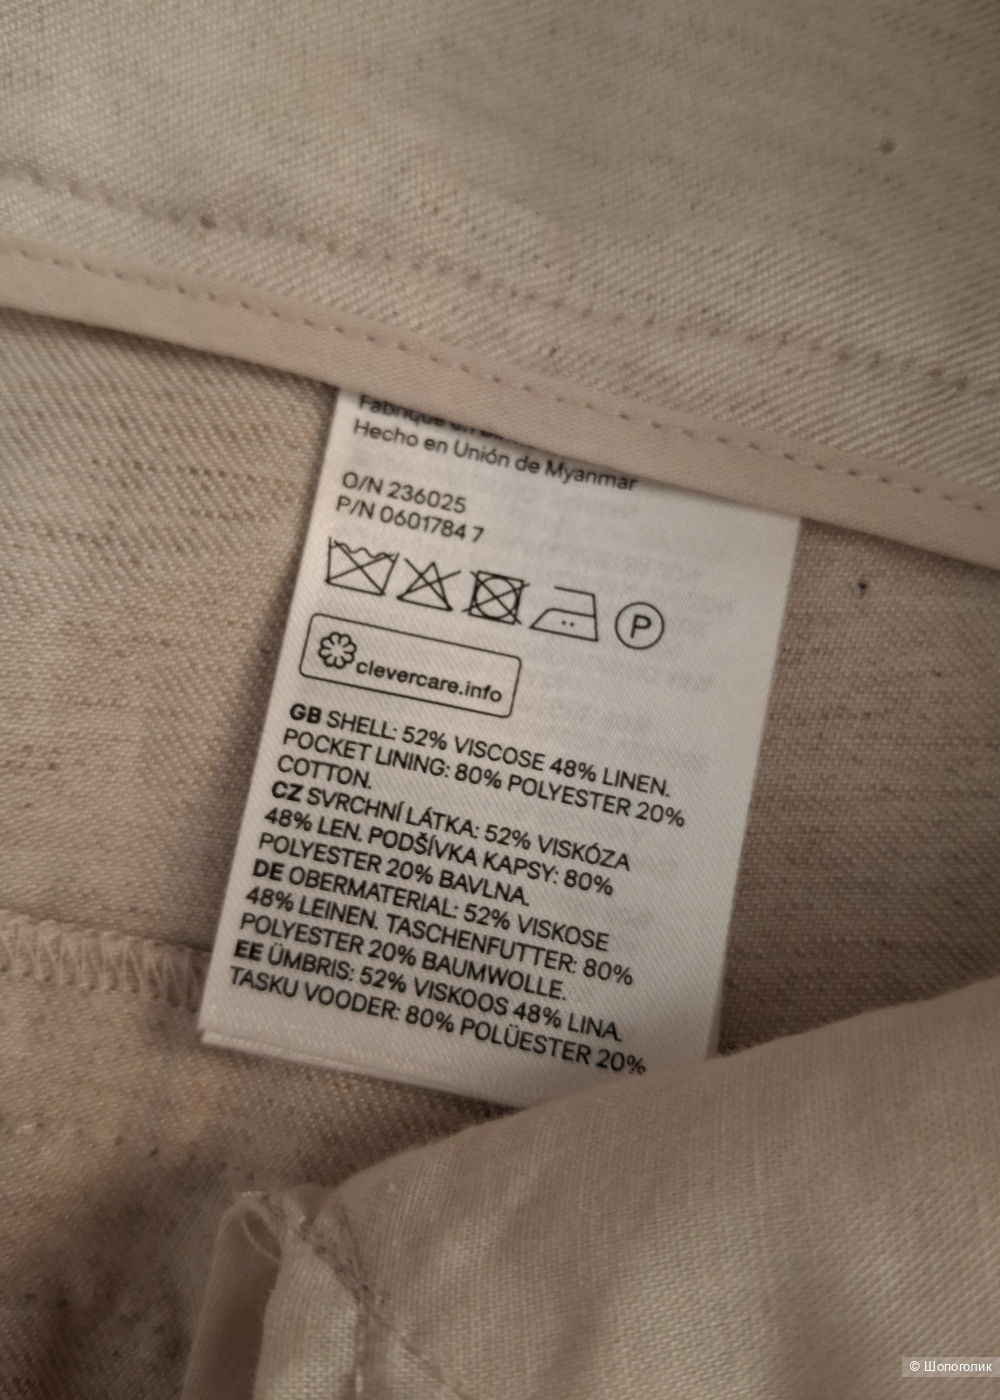 Fabriqué en
Hecho en Unión de Myanmar
O/N 236025
P/N 0601784 7
P
clevercare.info
GB SHELL: 52% VISCOSE 48% LINEN.
POCKET LINING: 80% POLYESTER 20%
COTTON.
CZ SVRCHNÍ LÁTKA: 52% VISKÓZA
48% LEN. PODŠÍVKA KAPSY: 80%
POLYESTER 20% BAVLNA.
DE OBERMATERIAL: 52% VISKOSE
48% LEINEN. TASCHENFUTTER: 80%
POLYESTER 20% BAUMWOLLE.
EE ÜMBRIS: 52% VISKOOS 48% LINA.
TASKU VOODER: 80% POLÜESTER 20%
© Шопоголик